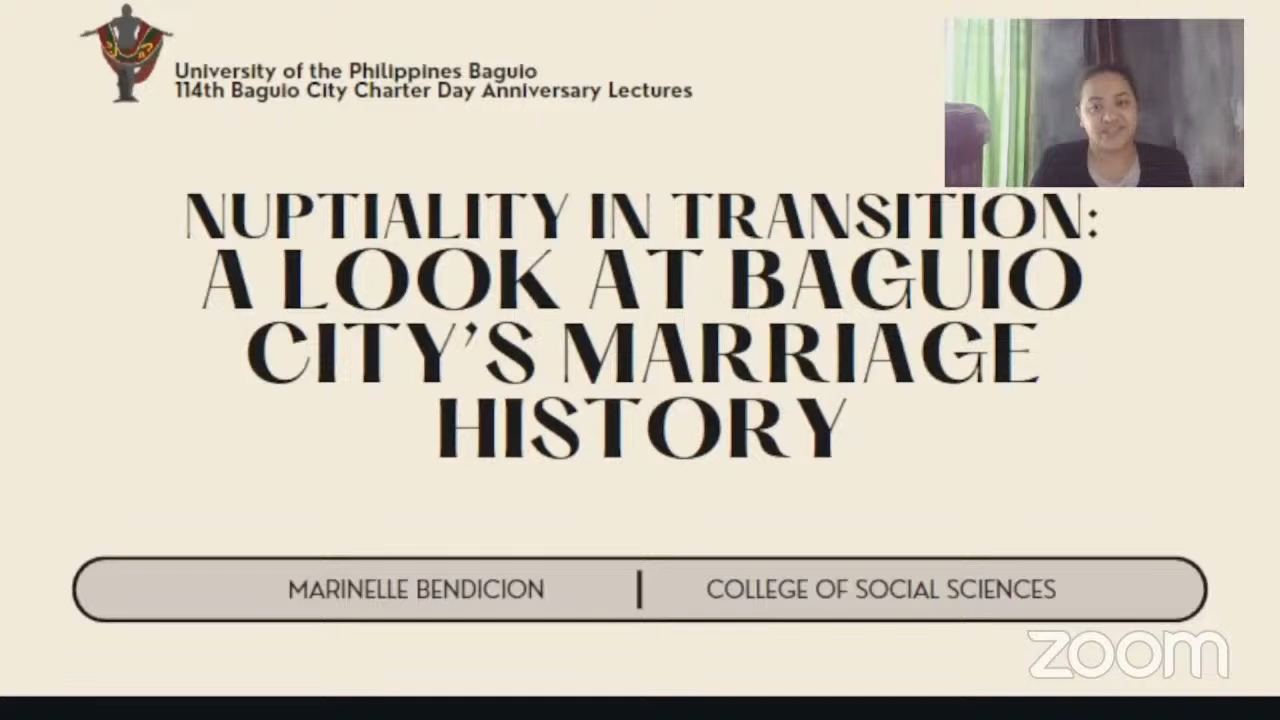 University of the Philippines Baguio
114th Baguio City Charter Day Anniversary Lectures
NUPTIALITY IN TRANSITION:
A LOOK AT BAGUIO
CITY'S MARRIAGE
HISTORY
MARINELLE BENDICION | COLLEGE OF SOCIAL SCIENCES
zoom